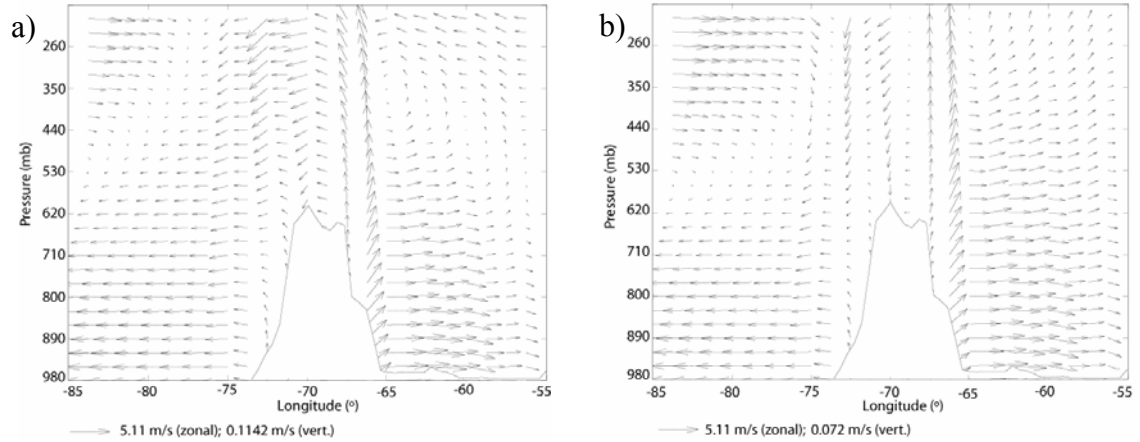 a)
Pressure (mb)
260
350
440
530
620
710
800
890
980
-85 -80 -75 -70 -65 -60 -55
Longitude (º)
5.11 m/s (zonal); 0.1142 m/s (vert.)
b)
Pressure (mb)
260
350
440
530
620
710
800
890
980
-85 -80 -75 -70 -65 -60 -55
Longitude (º)
5.11 m/s (zonal); 0.072 m/s (vert.)